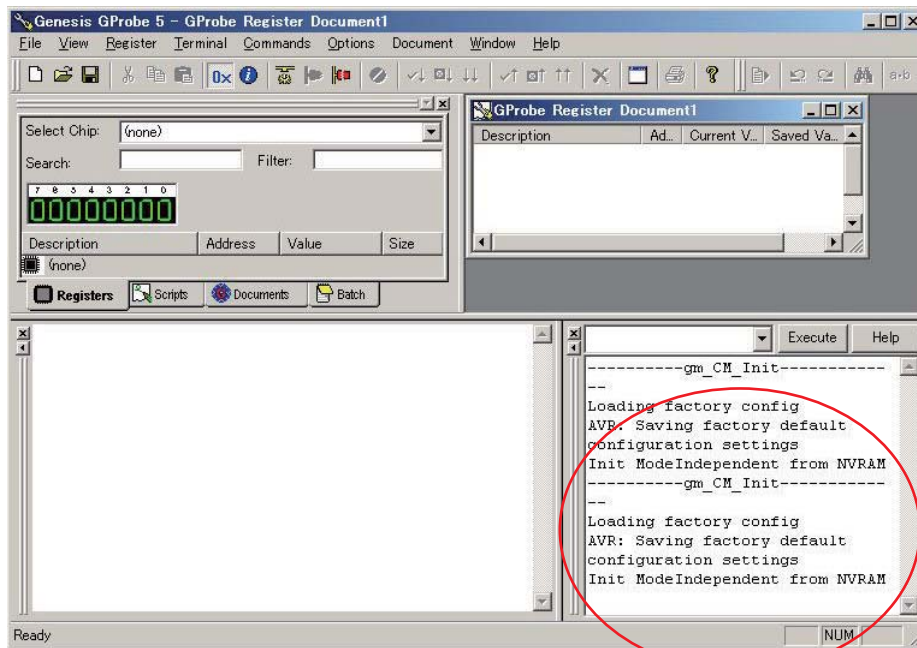 Genesis GProbe 5 - GProbe Register Document1
File View Register Terminal Commands Options Document Window Help
0x
a+b
Select Chip: (none)
Search: Filter:
7 6 5 4 3 2 1 0
00000000
Description Address Value Size
(none)
Registers Scripts Documents Batch
GProbe Register Document1
Description Ad... Current V... Saved Va...
Execute Help
----------gm_CM_Init-----------
--
Loading factory config
AVR: Saving factory default
configuration settings
Init ModeIndependent from NVRAM
----------gm_CM_Init-----------
--
Loading factory config
AVR: Saving factory default
configuration settings
Init ModeIndependent from NVRAM
Ready NUM